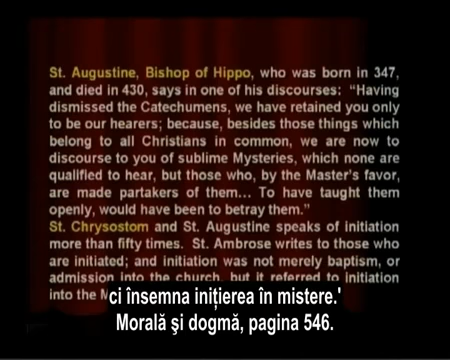 St. Augustine, Bishop of Hippo, who was born in 347,
and died in 430, says in one of his discourses: “Having
dismissed the Catechumens, we have retained you only
to be our hearers; because, besides those things which
belong to all Christians in common, we are now to
discourse to you of sublime Mysteries, which none are
qualified to hear, but those who, by the Master's favor,
are made partakers of them... To have taught them
openly, would have been to betray them.”
St. Chrysostom and St. Augustine speaks of initiation
more than fifty times. St. Ambrose writes to those who
are initiated; and initiation was not merely baptism, or
admission into the church, but it referred to initiation
into the
ci însemna inițierea în mistere.'
Morală şi dogmă, pagina 546.